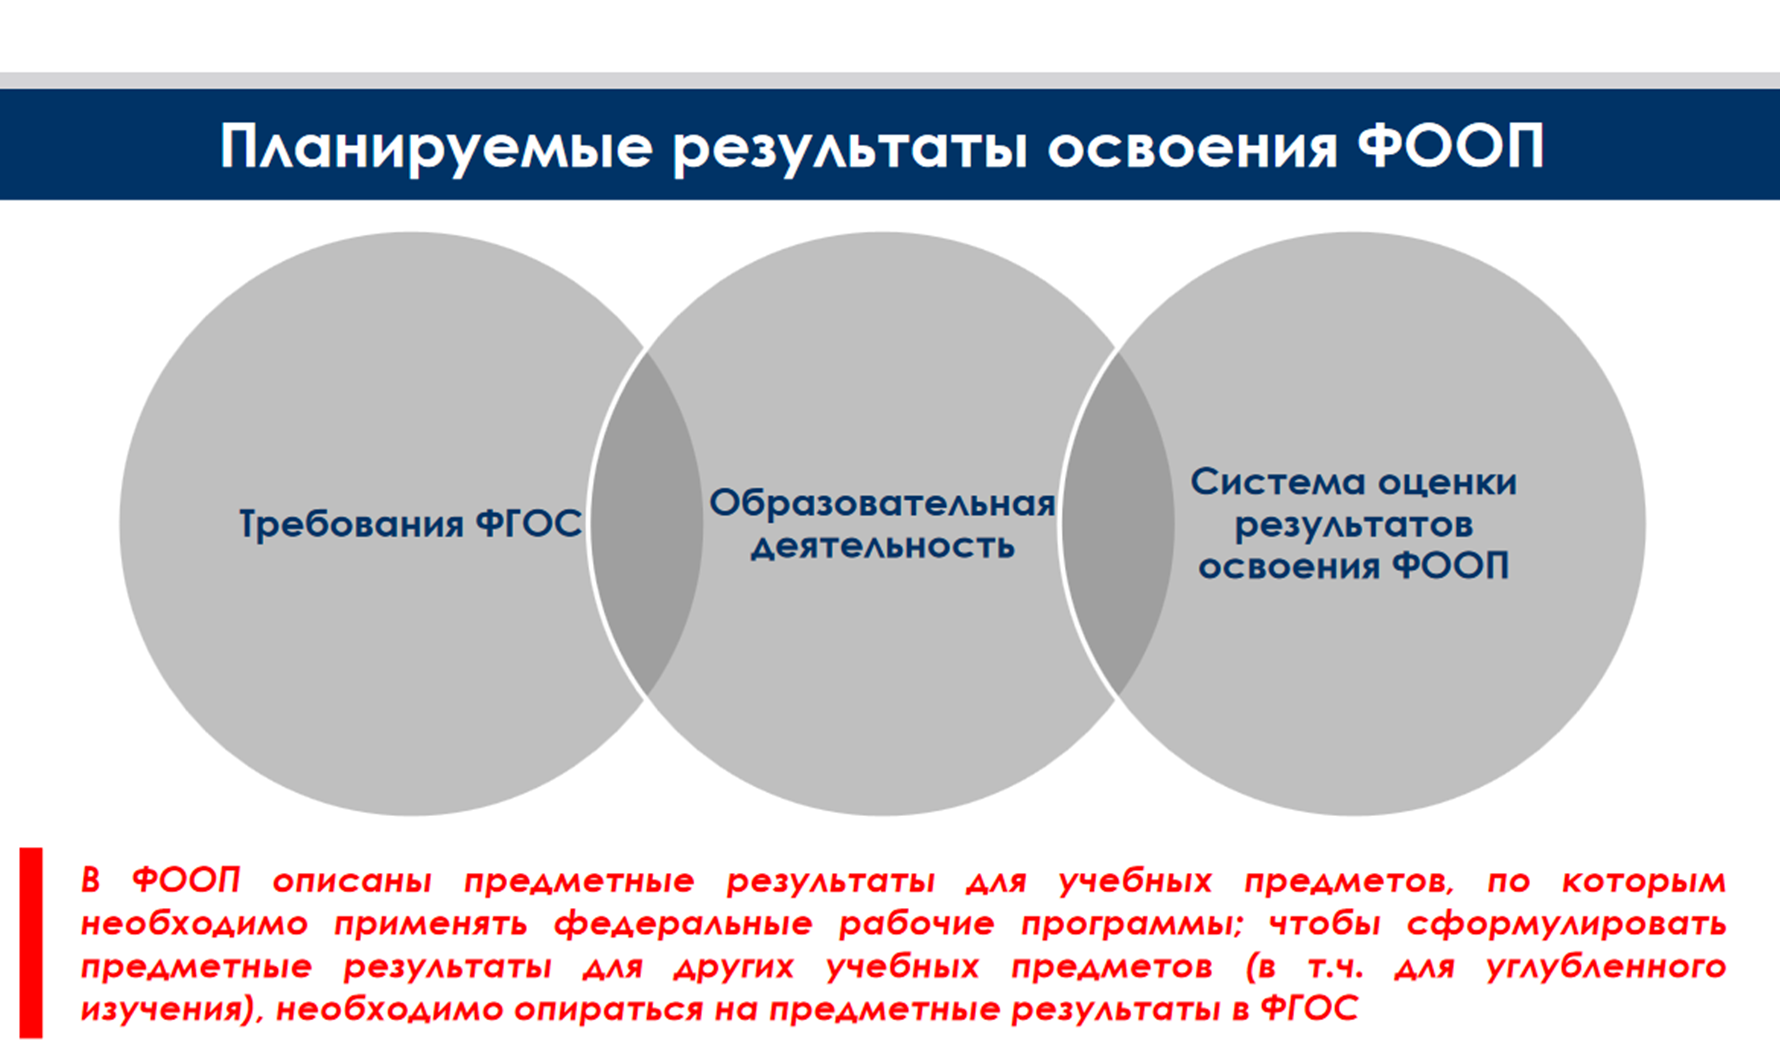 Планируемые результаты освоения ФООП
Требования ФГОС
Образовательная
деятельность
Система оценки
результатов
освоения ФООП
В ФООП описаны предметные результаты для учебных предметов, по которым
необходимо применять федеральные рабочие программы; чтобы сформулировать
предметные результаты для других учебных предметов (в т.ч. для углубленного
изучения), необходимо опираться на предметные результаты в ФГОС